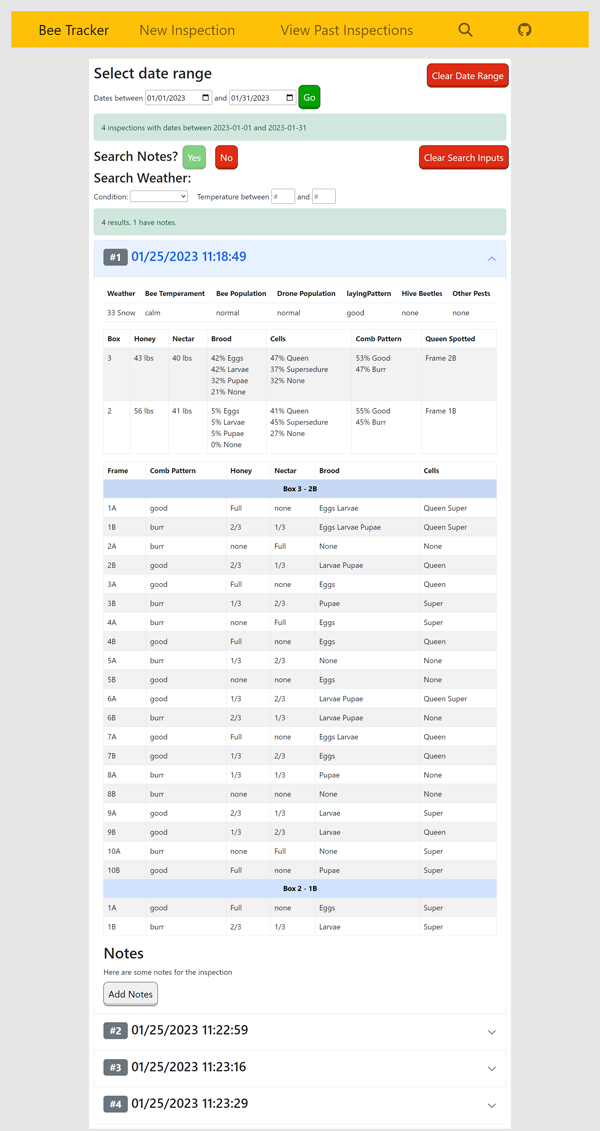 Bee Tracker New Inspection View Past Inspections
Select date range
Clear Date Range
Dates between 01/01/2023 and 01/31/2023 Go
4 inspections with dates between 2023-01-01 and 2023-01-31
Search Notes? Yes No Clear Search Inputs
Search Weather:
Condition: Temperature between # and #
4 results. 1 have notes.
#1 01/25/2023 11:18:49
Weather Bee Temperament Bee Population Drone Population layingPattern Hive Beetles Other Pests
33 Snow calm normal normal good none none
Box Honey Nectar Brood Cells Comb Pattern Queen Spotted
3 43 lbs 40 lbs 42% Eggs 47% Queen 53% Good Frame 2B
42% Larvae 37% Supersedure 47% Burr
32% Pupae 32% None
21% None
2 56 lbs 41 lbs 5% Eggs 41% Queen 55% Good Frame 1B
5% Larvae 45% Supersedure 45% Burr
5% Pupae 27% None
0% None
Frame Comb Pattern Honey Nectar Brood Cells
Box 3 - 2B
1A good Full none Eggs Larvae Queen Super
1B burr 2/3 1/3 Eggs Larvae Pupae Queen Super
2A burr none Full None None
2B good 2/3 1/3 Larvae Pupae Queen
3A good Full none Eggs Queen
3B burr 1/3 2/3 Pupae Super
4A burr none Full Eggs Super
4B good Full none Eggs Queen
5A burr 1/3 2/3 None None
5B good none none Eggs None
6A good 1/3 2/3 Larvae Pupae Queen Super
6B burr 2/3 1/3 Larvae Pupae None
7A good Full none Eggs Larvae Queen
7B good 1/3 2/3 Eggs Queen
8A burr 1/3 1/3 Pupae None
8B burr none none None None
9A good 2/3 1/3 Larvae Super
9B good 1/3 2/3 Larvae Queen
10A burr none Full None Super
10B good Full none Pupae Super
Box 2 - 1B
1A good Full none Eggs Super
1B burr 2/3 1/3 Larvae Super
Notes
Here are some notes for the inspection
Add Notes
#2 01/25/2023 11:22:59
#3 01/25/2023 11:23:16
#4 01/25/2023 11:23:29